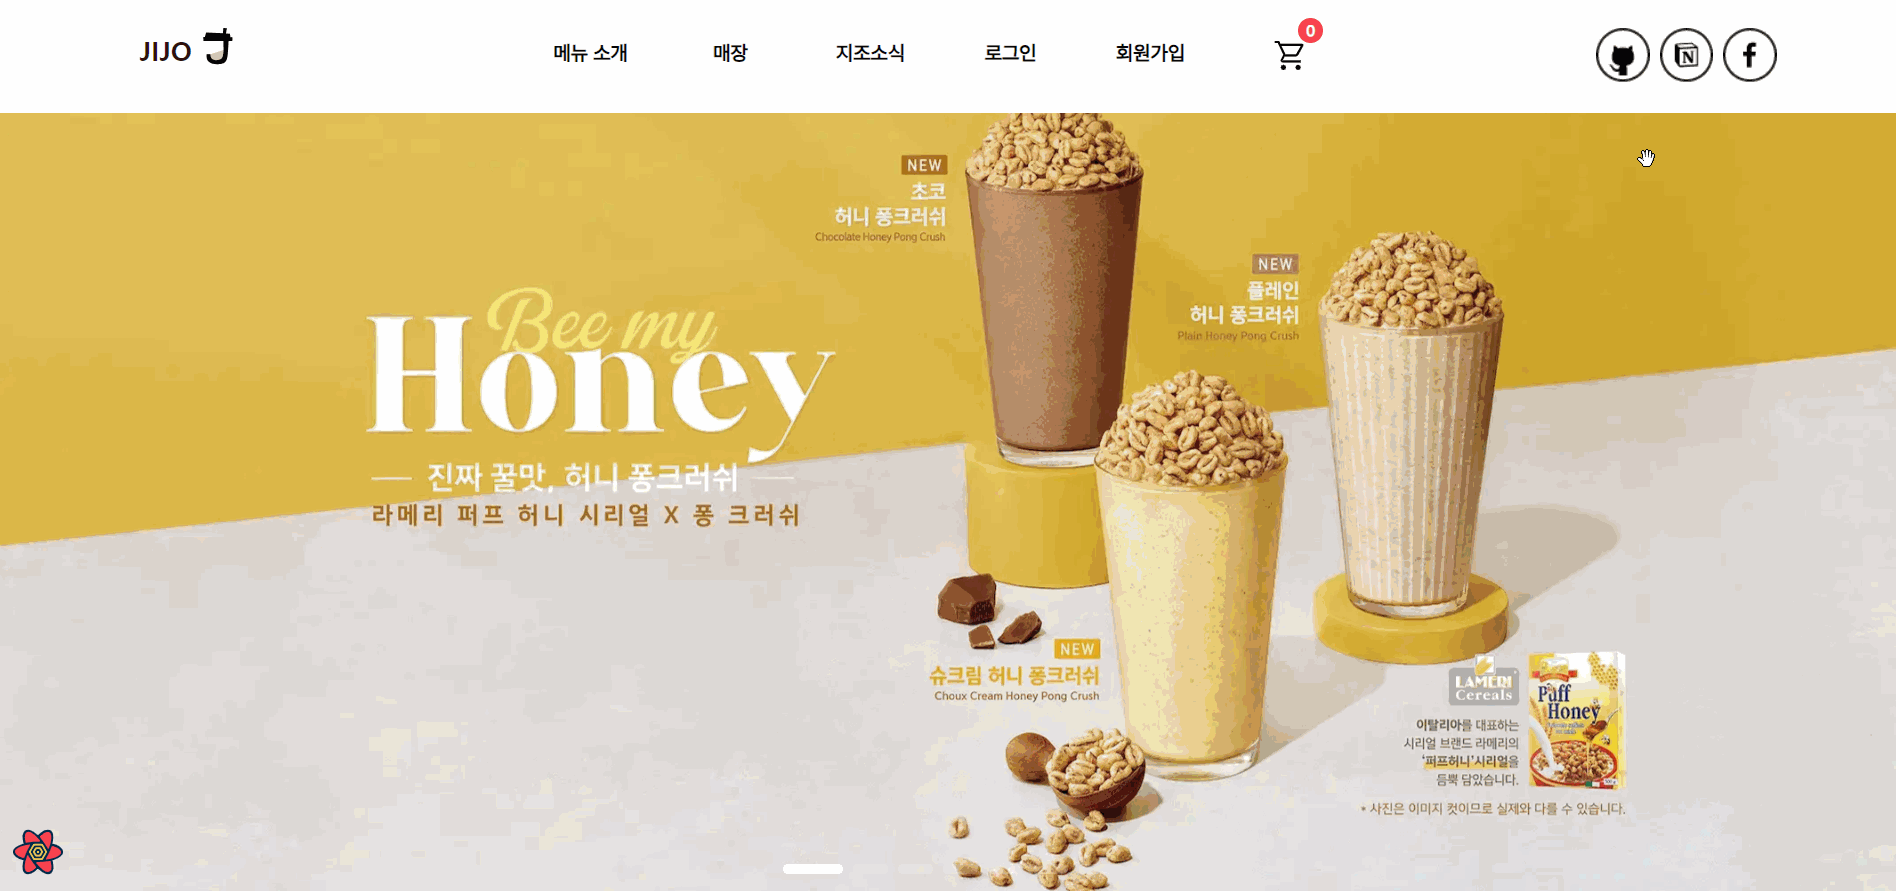 JIJO
메뉴 소개
매장
지조소식
로그인
회원가입
0
N
f
NEW
초코
허니 퐁크러쉬
Chocolate Honey Pong Crush
NEW
플레인
허니 퐁크러쉬
Plain Honey Pong Crush
Bee my
Honey
진짜 꿀맛, 허니 퐁크러쉬
라메리 퍼프 허니 시리얼 X 퐁 크러쉬
NEW
슈크림 허니 퐁크러쉬
Choux Cream Honey Pong Crush
LAMERI
Cereals
Puff
Honey
이탈리아를 대표하는
시리얼 브랜드 라메리의
'퍼프허니'시리얼을
듬뿍 담았습니다.
* 사진은 이미지 컷이므로 실제와 다를 수 있습니다.